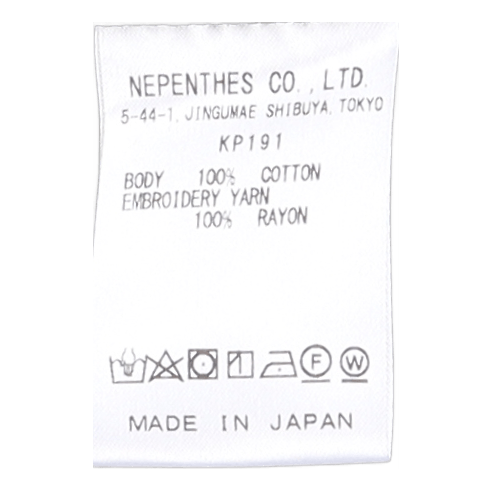 NEPENTHES CO.,LTD.
5-44-1, JINGUMAE SHIBUYA, TOKYO
KP191
BODY 100% COTTON
EMBROIDERY YARN
100% RAYON
F W
MADE IN JAPAN